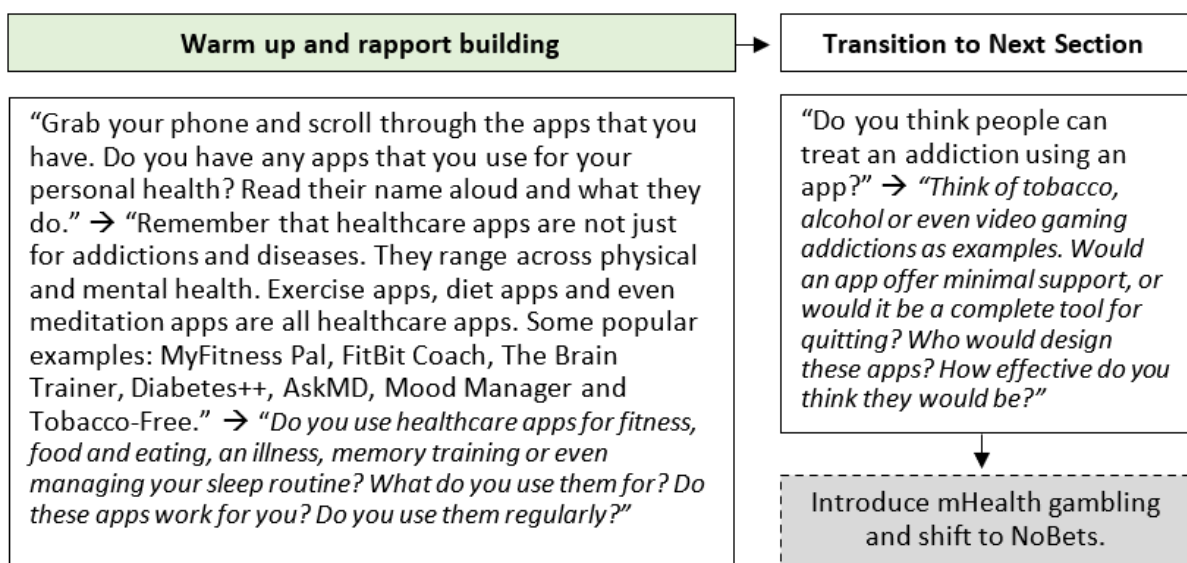 Warm up and rapport building
Transition to Next Section
“Grab your phone and scroll through the apps that you
have. Do you have any apps that you use for your
personal health? Read their name aloud and what they
do.” → “Remember that healthcare apps are not just
for addictions and diseases. They range across physical
and mental health. Exercise apps, diet apps and even
meditation apps are all healthcare apps. Some popular
examples: MyFitness Pal, FitBit Coach, The Brain
Trainer, Diabetes++, AskMD, Mood Manager and
Tobacco-Free.” → “Do you use healthcare apps for fitness,
food and eating, an illness, memory training or even
managing your sleep routine? What do you use them for? Do
these apps work for you? Do you use them regularly?”
“Do you think people can
treat an addiction using an
app?” → “Think of tobacco,
alcohol or even video gaming
addictions as examples. Would
an app offer minimal support, or
would it be a complete tool for
quitting? Who would design
these apps? How effective do you
think they would be?”
Introduce mHealth gambling
and shift to NoBets.